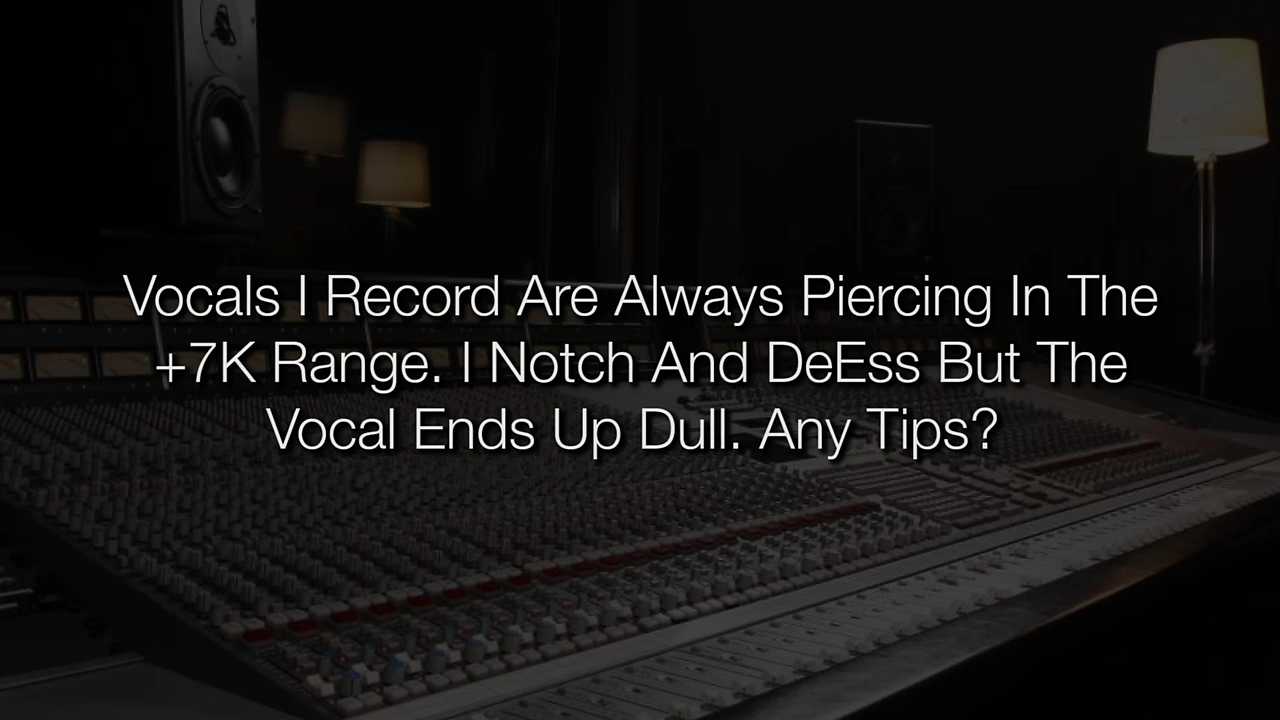 Vocals I Record Are Always Piercing In The
+7K Range. I Notch And DeEss But The
Vocal Ends Up Dull. Any Tips?